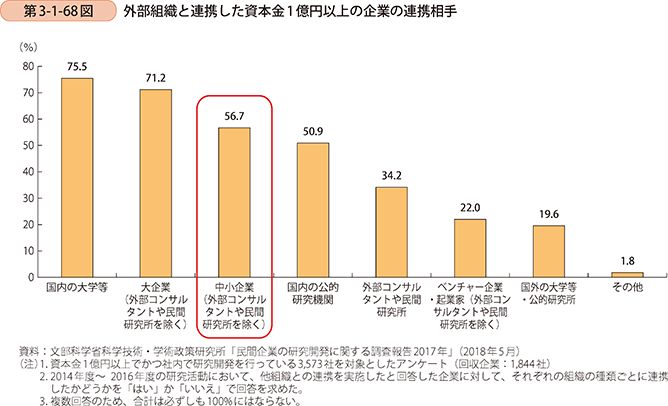 第3-1-68図 外部組織と連携した資本金1億円以上の企業の連携相手
(%)
80
70
60
50
40
30
20
10
0
75.5
71.2
56.7
50.9
34.2
22.0
19.6
1.8
国内の大学等
大企業
(外部コンサル
タントや民間
研究所を除く)
中小企業
(外部コンサル
タントや民間
研究所を除く)
国内の公的
研究機関
外部コンサル
タントや民間
研究所
ベンチャー企業
・起業家(外部コン
サルタントや民間
研究所を除く)
国外の大学等
・公的研究所
その他
資料:文部科学省科学技術・学術政策研究所「民間企業の研究開発に関する調査報告2017年」(2018年5月)
(注)1. 資本金1億円以上でかつ社内で研究開発を行っている3,573社を対象としたアンケート(回収企業:1,844社)
2. 2014年度~2016年度の研究活動において、他組織との連携を実施したと回答した企業に対して、それぞれの組織の種類ごとに連携
したかどうかを「はい」か「いいえ」で回答を求めた。
3. 複数回答のため、合計は必ずしも100%にはならない。